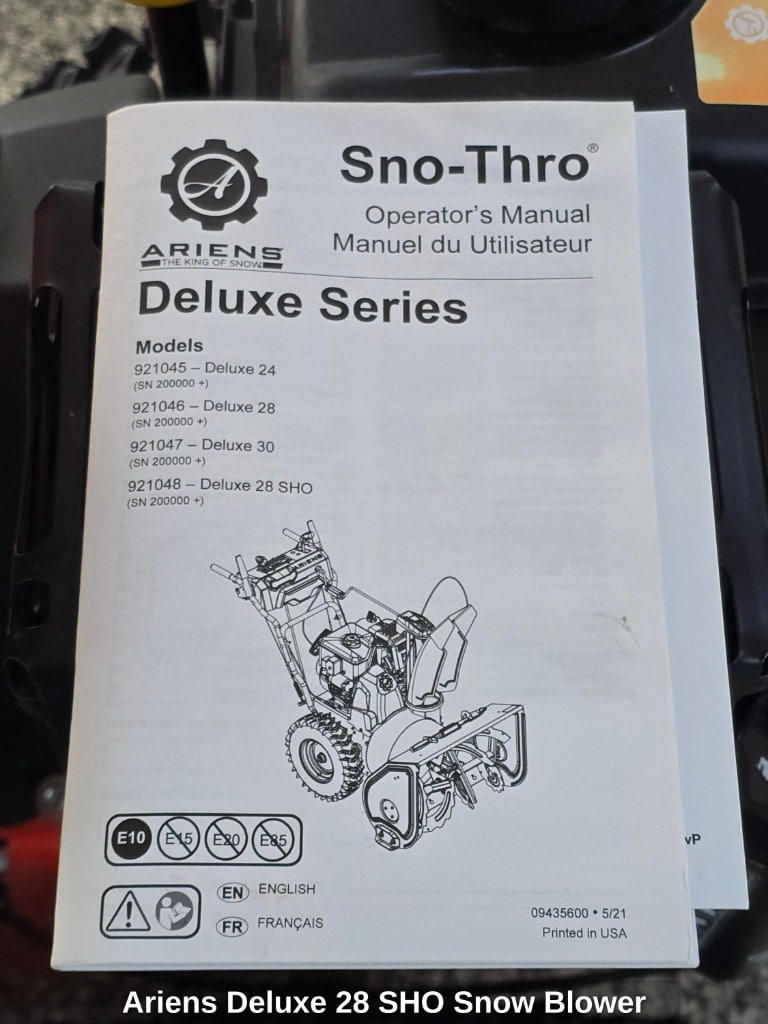 Sno-Thro®
Operator's Manual
Manuel du Utilisateur
ARIENS
THE KING OF SNOW
Deluxe Series
Models
921045 – Deluxe 24
(SN 200000 +)
921046 – Deluxe 28
(SN 200000 +)
921047 – Deluxe 30
(SN 200000 +)
921048 – Deluxe 28 SHO
(SN 200000 +)
ARIENS
E10 E15 E20 E85
EN ENGLISH
FR FRANÇAIS
09435600 • 5/21
Printed in USA
vP
Ariens Deluxe 28 SHO Snow Blower